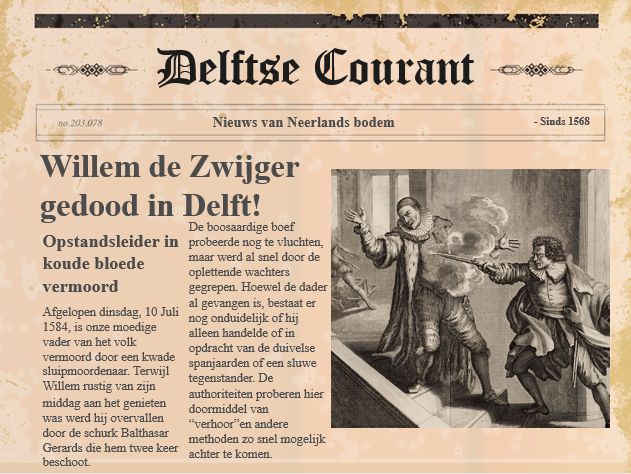 Delftse Courant
no.203.078
Nieuws van Neerlands bodem
- Sinds 1568
Willem de Zwijger
gedood in Delft!
Opstandsleider in
koude bloede
vermoord
Afgelopen dinsdag, 10 Juli
1584, is onze moedige
vader van het volk
vermoord door een kwade
sluipmoordenaar. Terwijl
Willem rustig van zijn
middag aan het genieten
was werd hij overvallen
door de schurk Balthasar
Gerards die hem twee keer
beschoot.
De boosaardige boef
probeerde nog te vluchten,
maar werd al snel door de
oplettende wachters
gegrepen. Hoewel de dader
al gevangen is, bestaat er
nog onduidelijk of hij
alleen handelde of in
opdracht van de duivelse
spanjaarden of een sluwe
tegenstander. De
authoriteiten proberen hier
doormiddel van
“verhoor”en andere
methoden zo snel mogelijk
achter te komen.